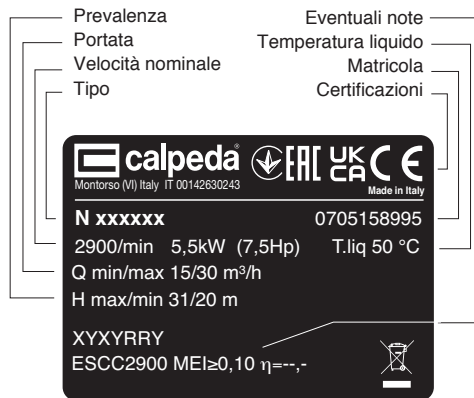 Prevalenza
Portata
Velocità nominale
Tipo
Eventuali note
Temperatura liquido
Matricola
Certificazioni
calpeda®
Montorso (VI) Italy IT 00142630243
EAC UK CA CE
Made in Italy
N xxxxxx 0705158995
2900/min 5,5kW (7,5Hp) T.liq 50 °C
Q min/max 15/30 m³/h
H max/min 31/20 m
XYXYRRY
ESCC2900 MEI≥0,10 η=--,-